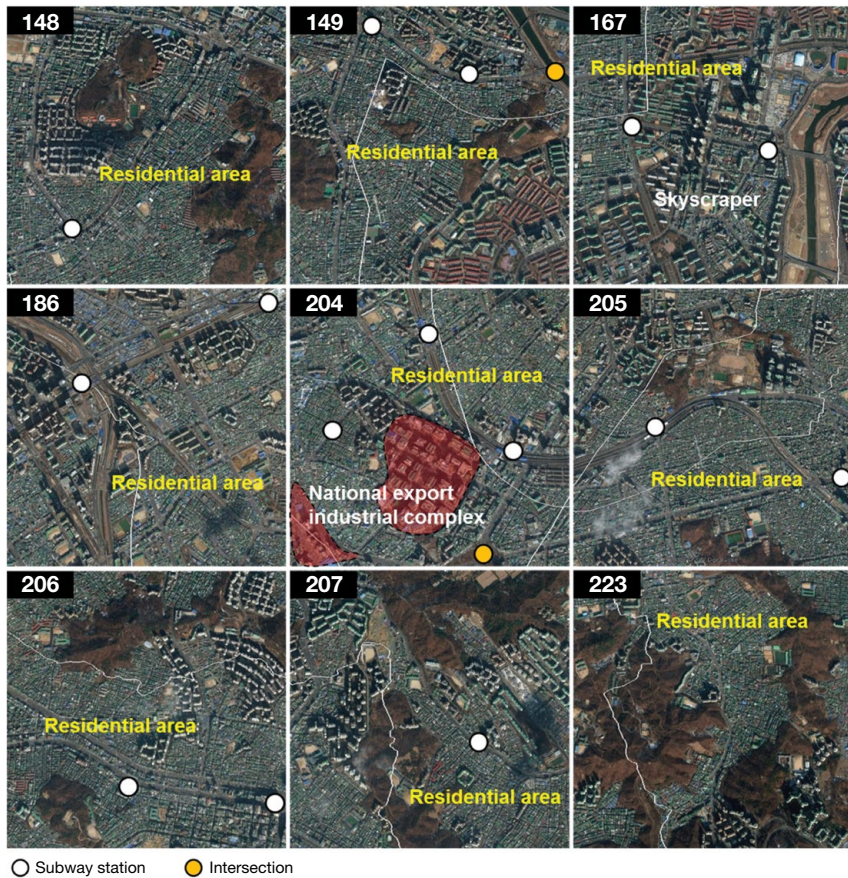 148
Residential area
149
Residential area
167
Residential area
Skyscraper
186
Residential area
204
Residential area
National export
industrial complex
205
Residential area
206
Residential area
207
Residential area
223
Residential area
Subway station
Intersection